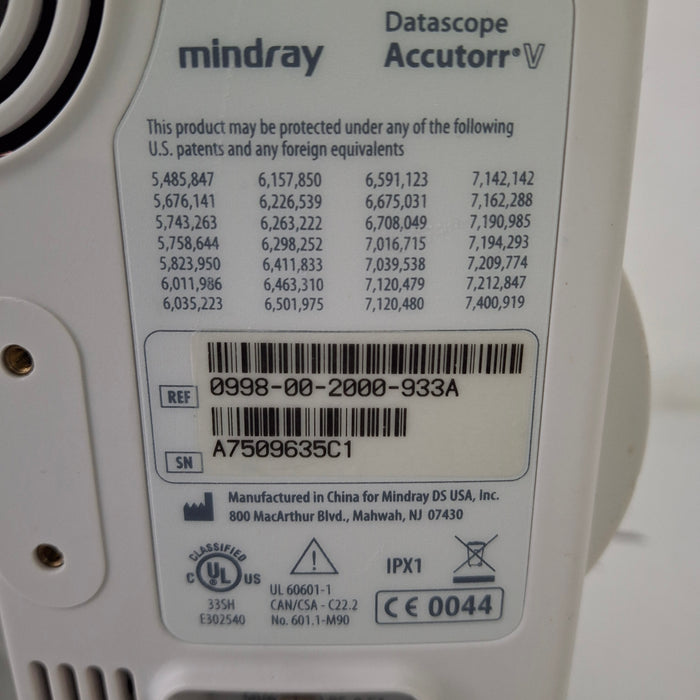 mindray
Datascope
Accutorr® V
This product may be protected under any of the following
U.S. patents and any foreign equivalents
5,485,847 6,157,850 6,591,123 7,142,142
5,676,141 6,226,539 6,675,031 7,162,288
5,743,263 6,263,222 6,708,049 7,190,985
5,758,644 6,298,252 7,016,715 7,194,293
5,823,950 6,411,833 7,039,538 7,209,774
6,011,986 6,463,310 7,120,479 7,212,847
6,035,223 6,501,975 7,120,480 7,400,919
REF 0998-00-2000-933A
SN A7509635C1
Manufactured in China for Mindray DS USA, Inc.
800 MacArthur Blvd., Mahwah, NJ 07430
CLASSIFIED
C UL US
33SH
E302540
UL 60601-1
CAN/CSA - C22.2
No. 601.1-M90
IPX1
CE 0044